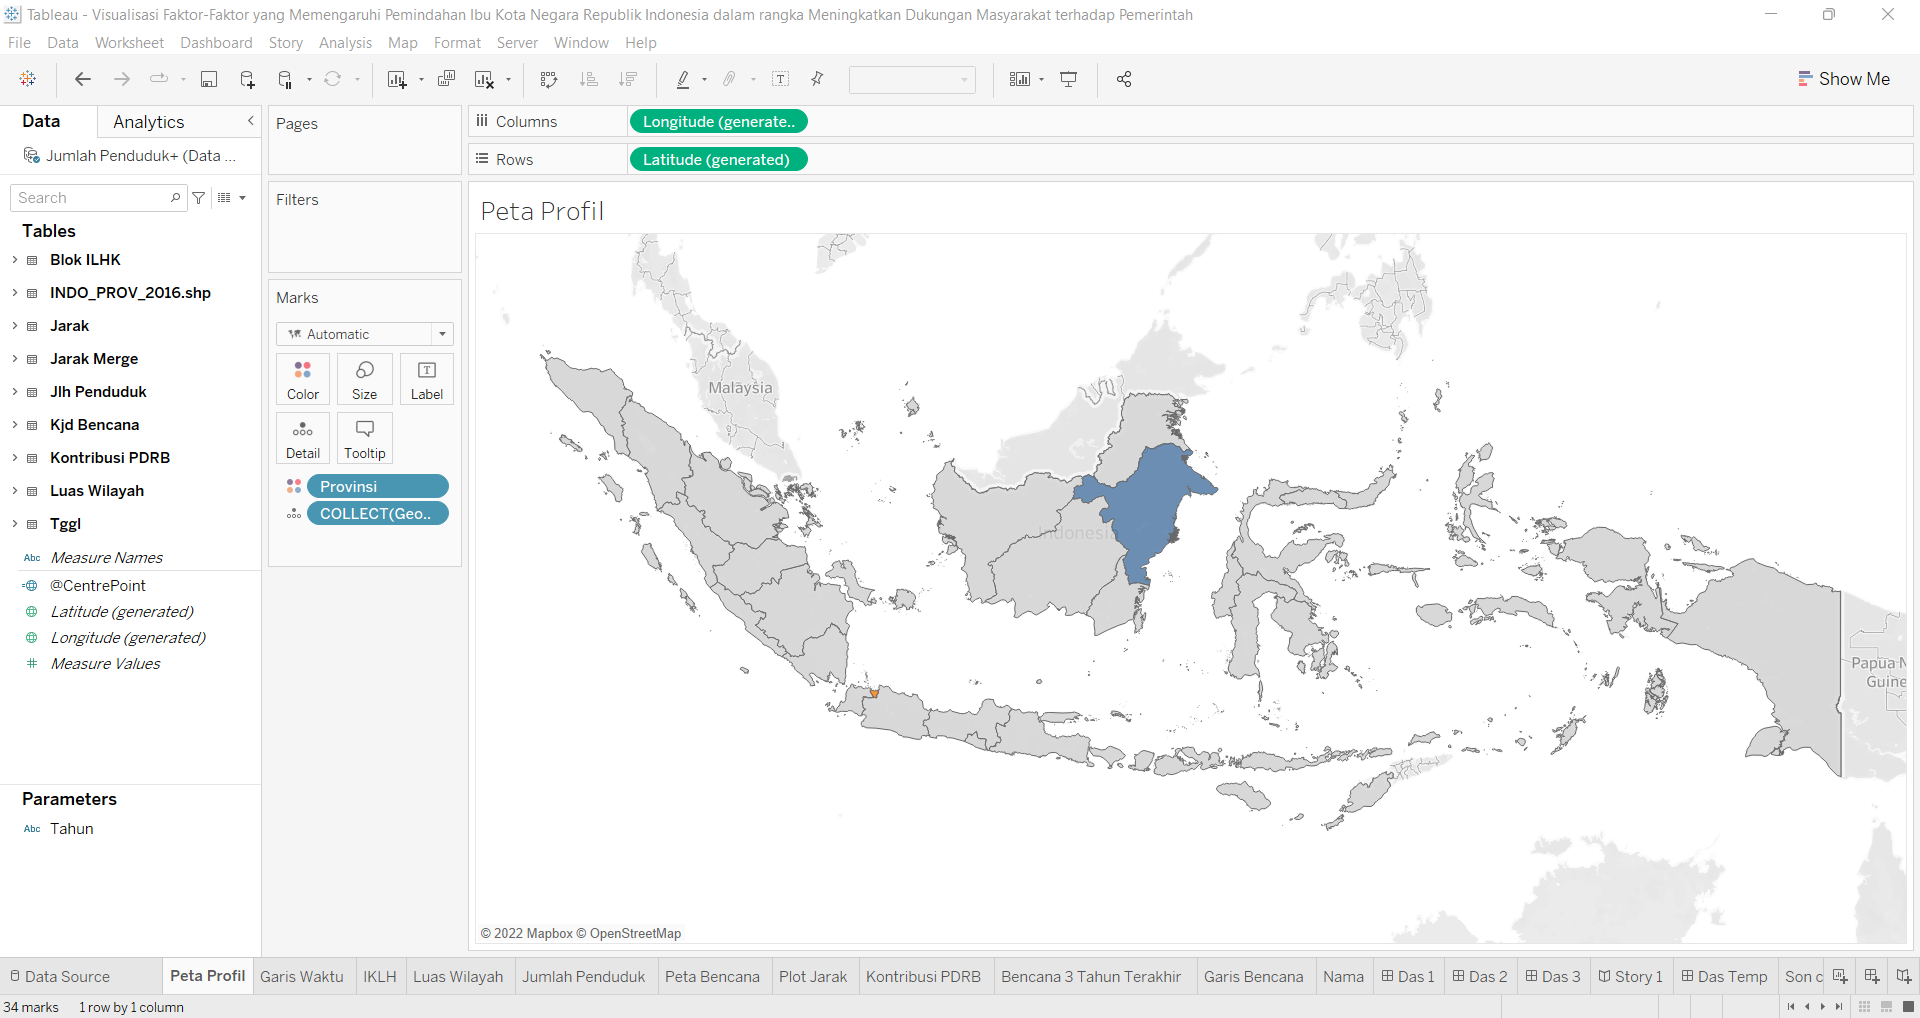 Tableau - Visualisasi Faktor-Faktor yang Memengaruhi Pemindahan Ibu Kota Negara Republik Indonesia dalam rangka Meningkatkan Dukungan Masyarakat terhadap Pemerintah
File Data Worksheet Dashboard Story Analysis Map Format Server Window Help
Show Me
Data Analytics
Jumlah Penduduk+ (Data ...
Search
Tables
Blok ILHK
INDO_PROV_2016.shp
Jarak
Jarak Merge
Jlh Penduduk
Kjd Bencana
Kontribusi PDRB
Luas Wilayah
Tggl
Abc Measure Names
@CentrePoint
Latitude (generated)
Longitude (generated)
Measure Values
Parameters
Abc Tahun
Pages
Filters
Marks
Automatic
Color Size Label
Detail Tooltip
Provinsi
COLLECT(Geo..
Columns Longitude (generate..
Rows Latitude (generated)
Peta Profil
Malaysia
Indonesia
Papua N
Guine
© 2022 Mapbox © OpenStreetMap
Data Source Peta Profil Garis Waktu IKLH Luas Wilayah Jumlah Penduduk Peta Bencana Plot Jarak Kontribusi PDRB Bencana 3 Tahun Terakhir Garis Bencana Nama Das 1 Das 2 Das 3 Story 1 Das Temp Son c
34 marks 1 row by 1 column